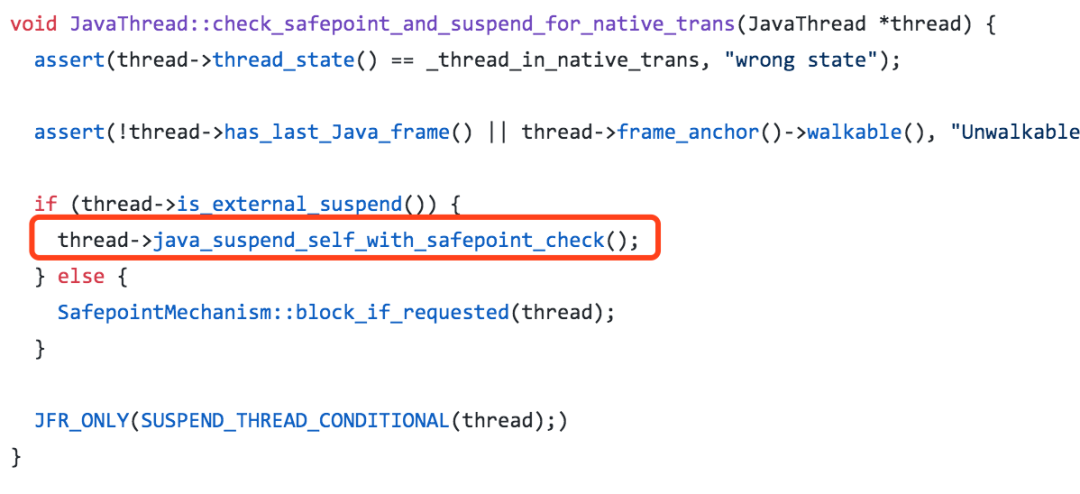 void JavaThread::check_safepoint_and_suspend_for_native_trans(JavaThread *thread) {
assert(thread->thread_state() == _thread_in_native_trans, "wrong state");
assert(!thread->has_last_Java_frame() || thread->frame_anchor()->walkable(), "Unwalkable
if (thread->is_external_suspend()) {
thread->java_suspend_self_with_safepoint_check();
} else {
SafepointMechanism::block_if_requested(thread);
}
JFR_ONLY(SUSPEND_THREAD_CONDITIONAL(thread);)
}